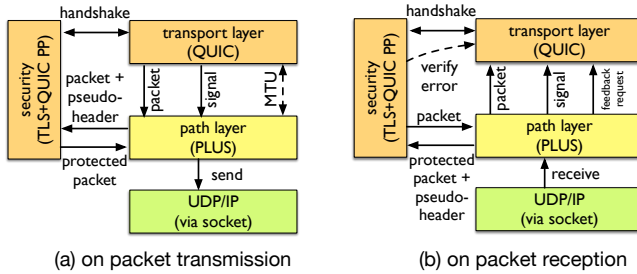 handshake
transport layer
(QUIC)
security
(TLS+QUIC PP)
packet +
pseudo-
header
packet
signal
MTU
path layer
(PLUS)
protected
packet
send
UDP/IP
(via socket)
(a) on packet transmission
handshake
transport layer
(QUIC)
security
(TLS+QUIC PP)
verify
error
packet
signal
feedback
request
packet
path layer
(PLUS)
protected
packet +
pseudo-
header
receive
UDP/IP
(via socket)
(b) on packet reception